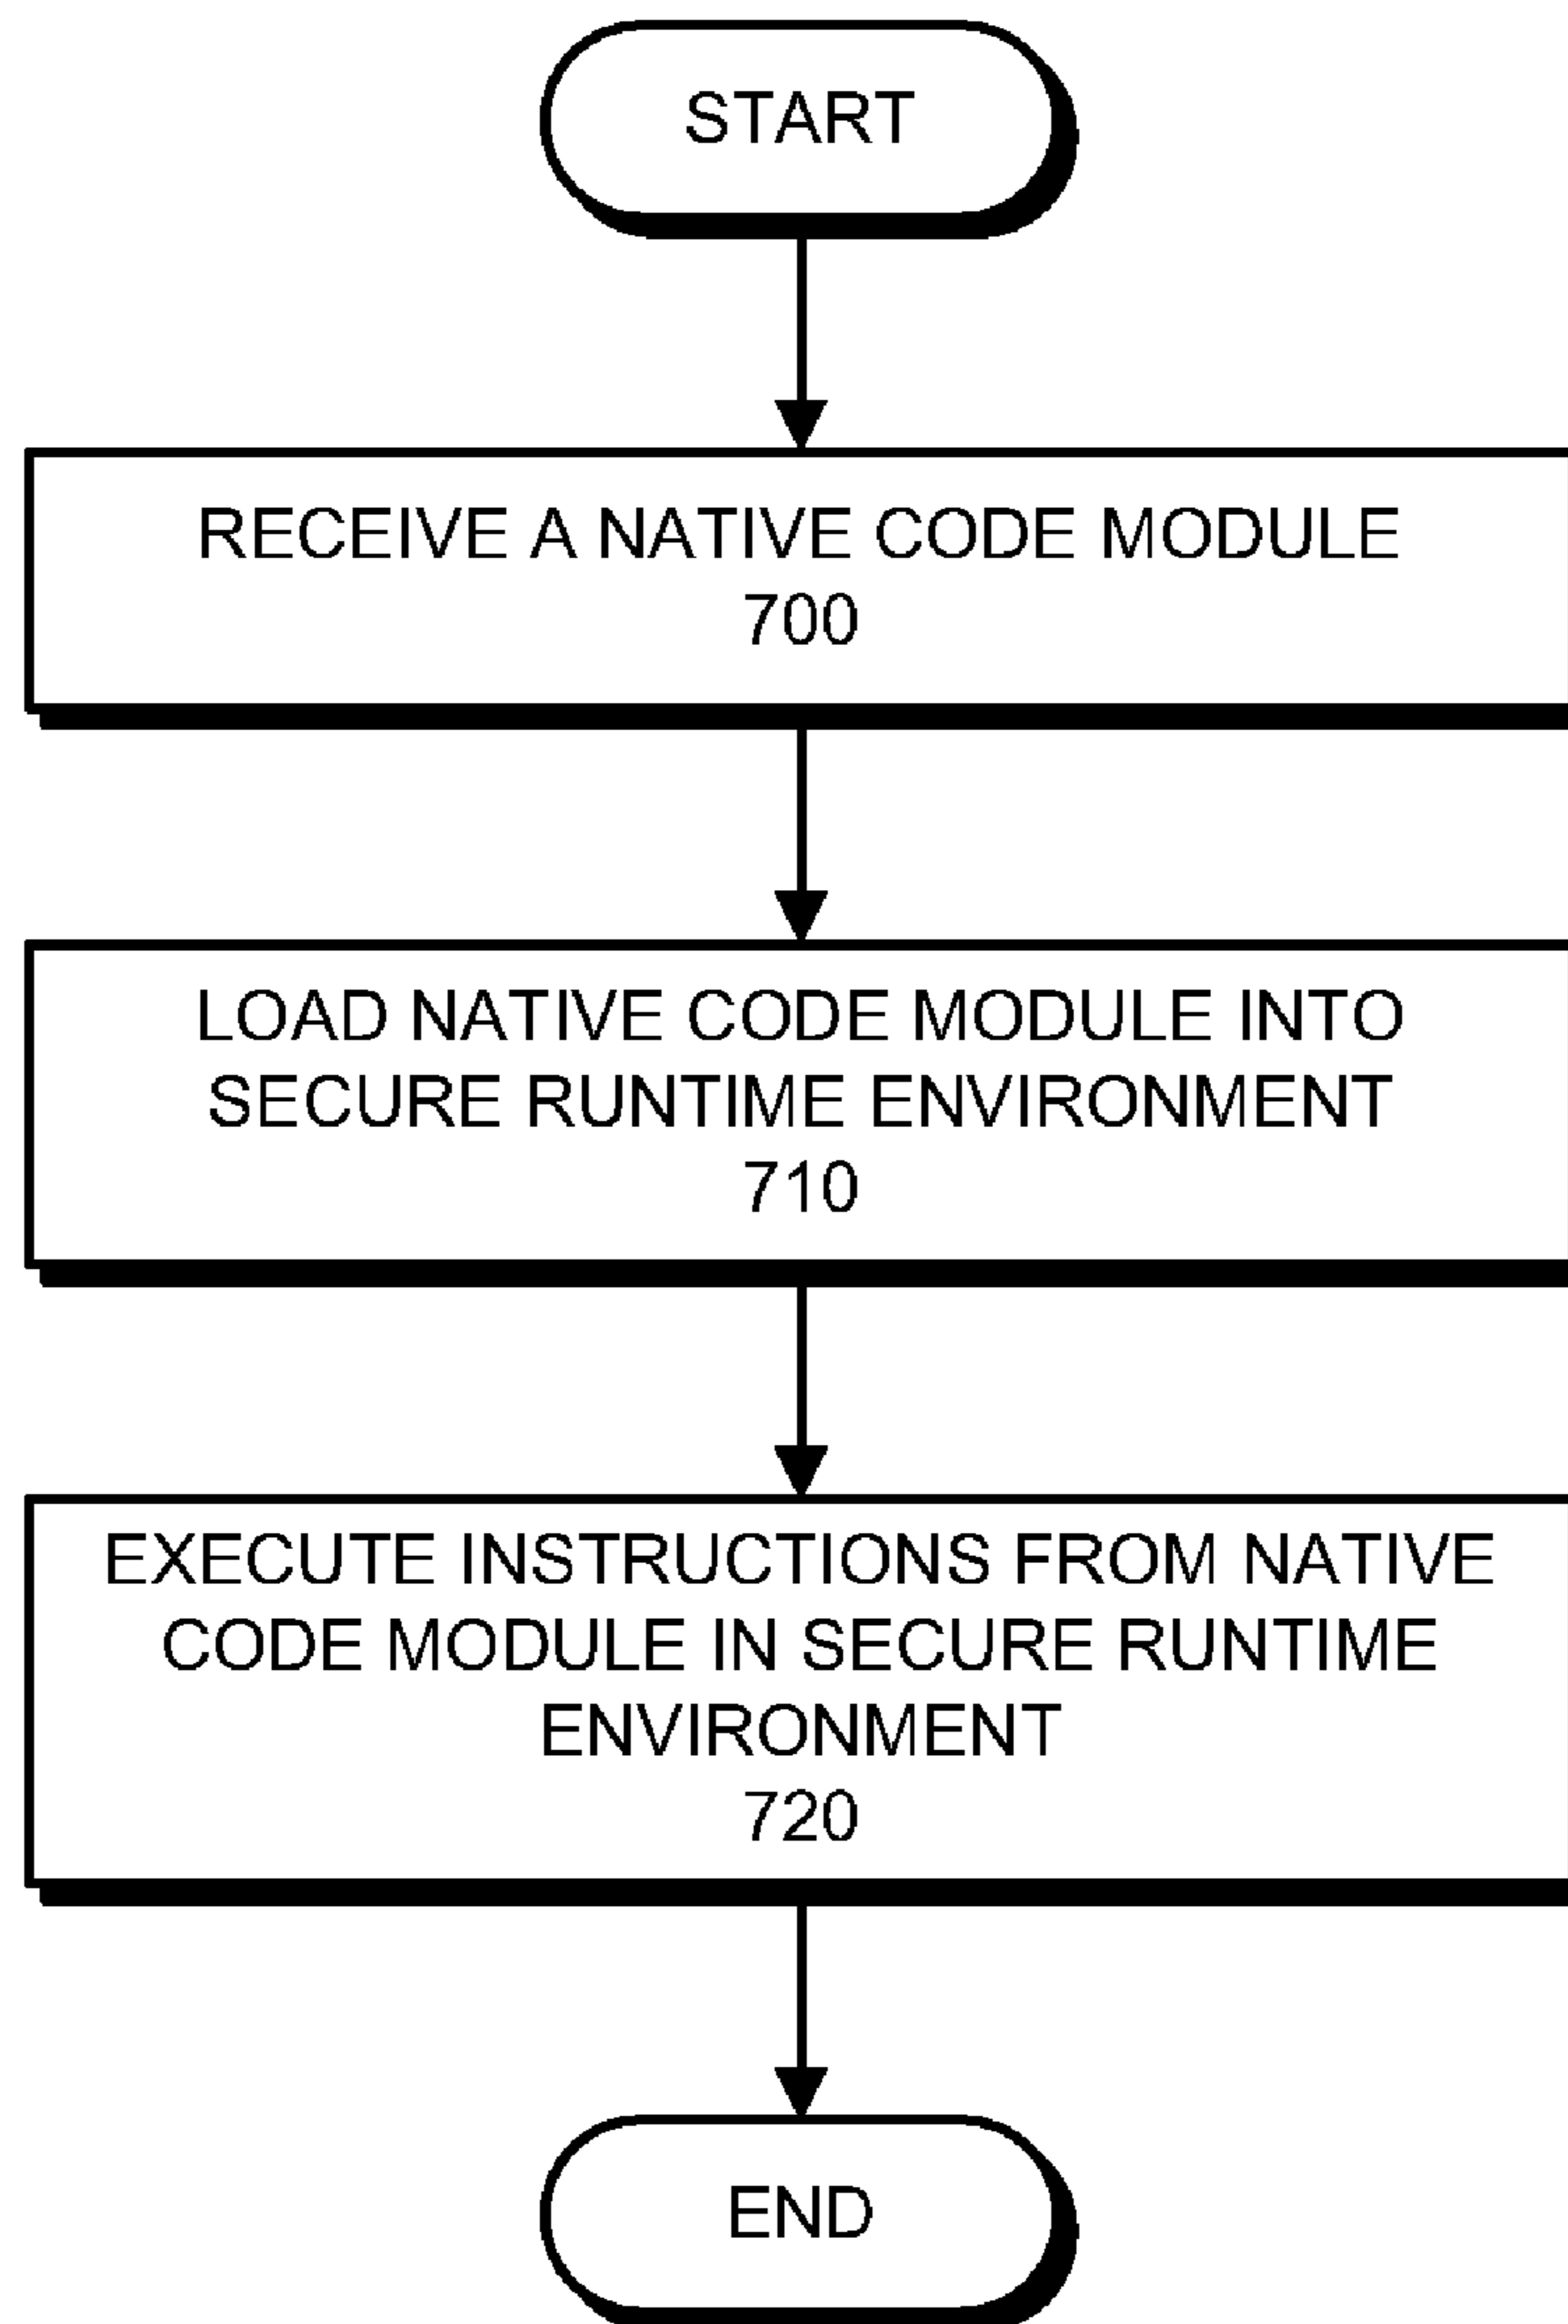 START
RECEIVE A NATIVE CODE MODULE
700
LOAD NATIVE CODE MODULE INTO
SECURE RUNTIME ENVIRONMENT
710
EXECUTE INSTRUCTIONS FROM NATIVE
CODE MODULE IN SECURE RUNTIME
ENVIRONMENT
720
END